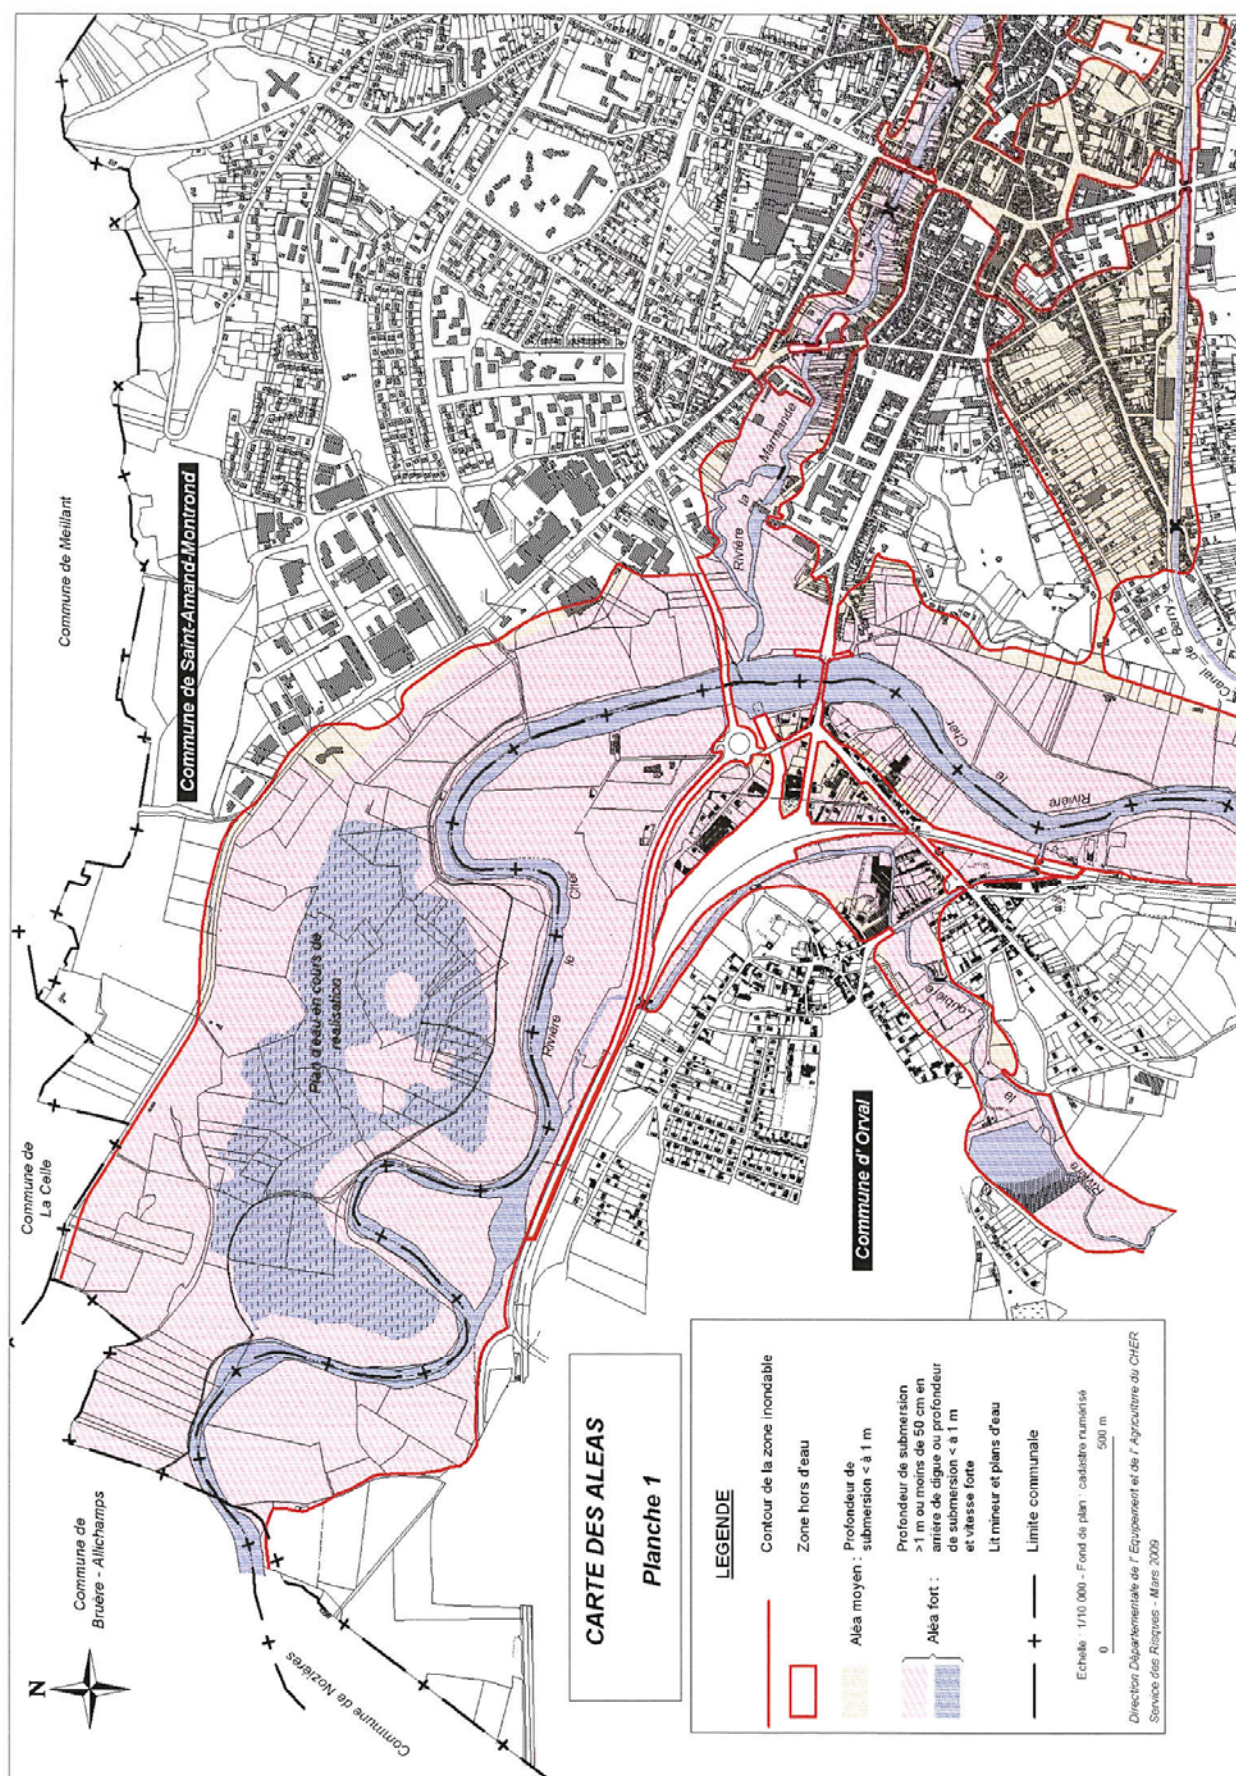 N
Commune de
Bruère - Allichamps
Commune de Nozières
Commune de
La Celle
Commune de Meillant
Commune de Saint-Amand-Montrond
Plan d'eau en cours de
réalisation
Rivière le Cher
Rivière la Marmande
Rivière le Cher
Canal de Berry
Rivière la Loubière
Commune d' Orval
CARTE DES ALEAS
Planche 1
LEGENDE
Contour de la zone inondable
Zone hors d'eau
Aléa moyen : Profondeur de
submersion < à 1 m
Aléa fort : Profondeur de submersion
>1 m ou moins de 50 cm en
arrière de digue ou profondeur
de submersion < à 1 m
et vitesse forte
Lit mineur et plans d'eau
Limite communale
Echelle : 1/10 000 - Fond de plan : cadastre numérisé
0 500 m
Direction Départementale de l' Equipement et de l' Agriculture du CHER
Service des Risques - Mars 2009